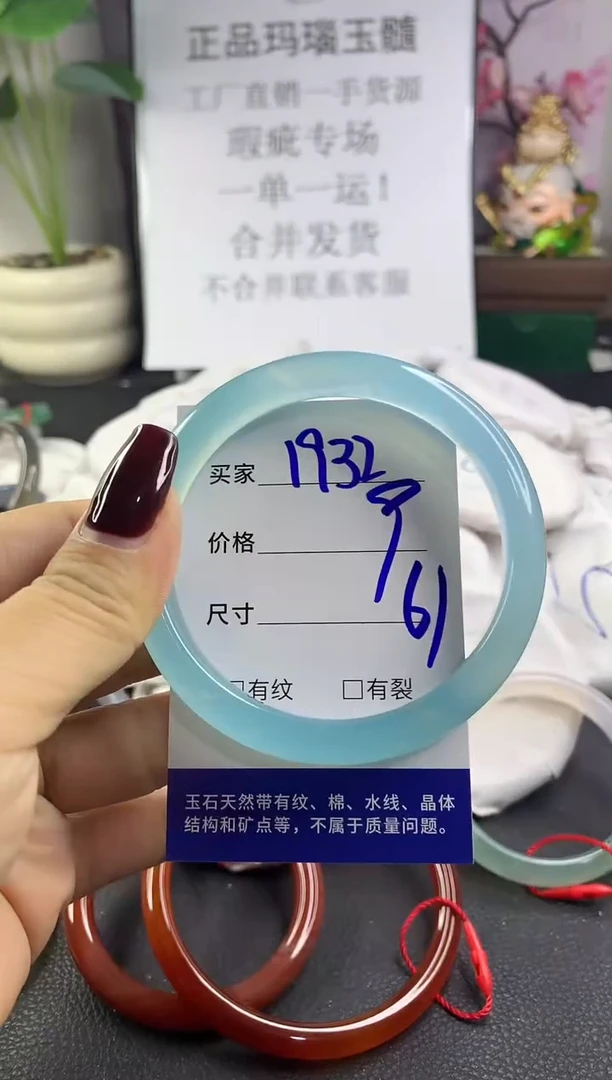 正品玛瑙玉髓
工厂直销一手货源
瑕疵专场
一单一运!
合并发货
不合并联系客服
买家 1932
价格 9
尺寸 61
□有纹 □有裂
玉石天然带有纹、棉、水线、晶体
结构和矿点等，不属于质量问题。